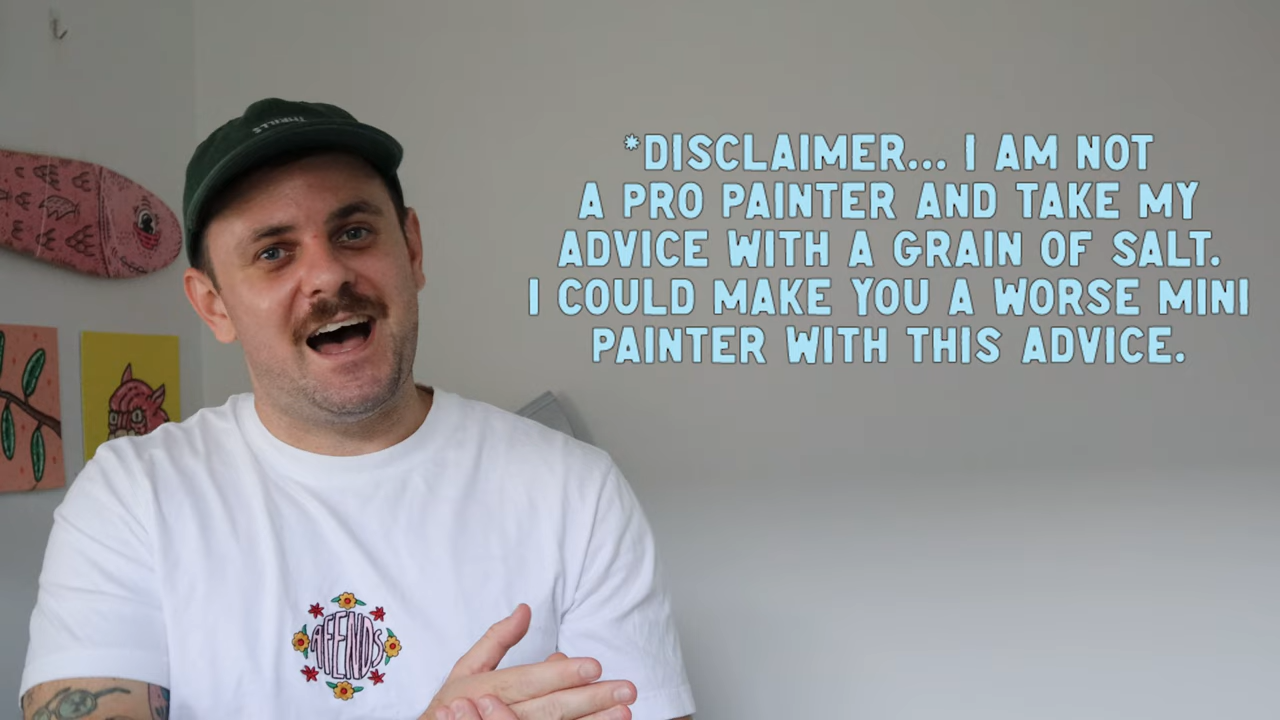 THRILLS
*DISCLAIMER... I AM NOT
A PRO PAINTER AND TAKE MY
ADVICE WITH A GRAIN OF SALT.
I COULD MAKE YOU A WORSE MINI
PAINTER WITH THIS ADVICE.
AFENDS